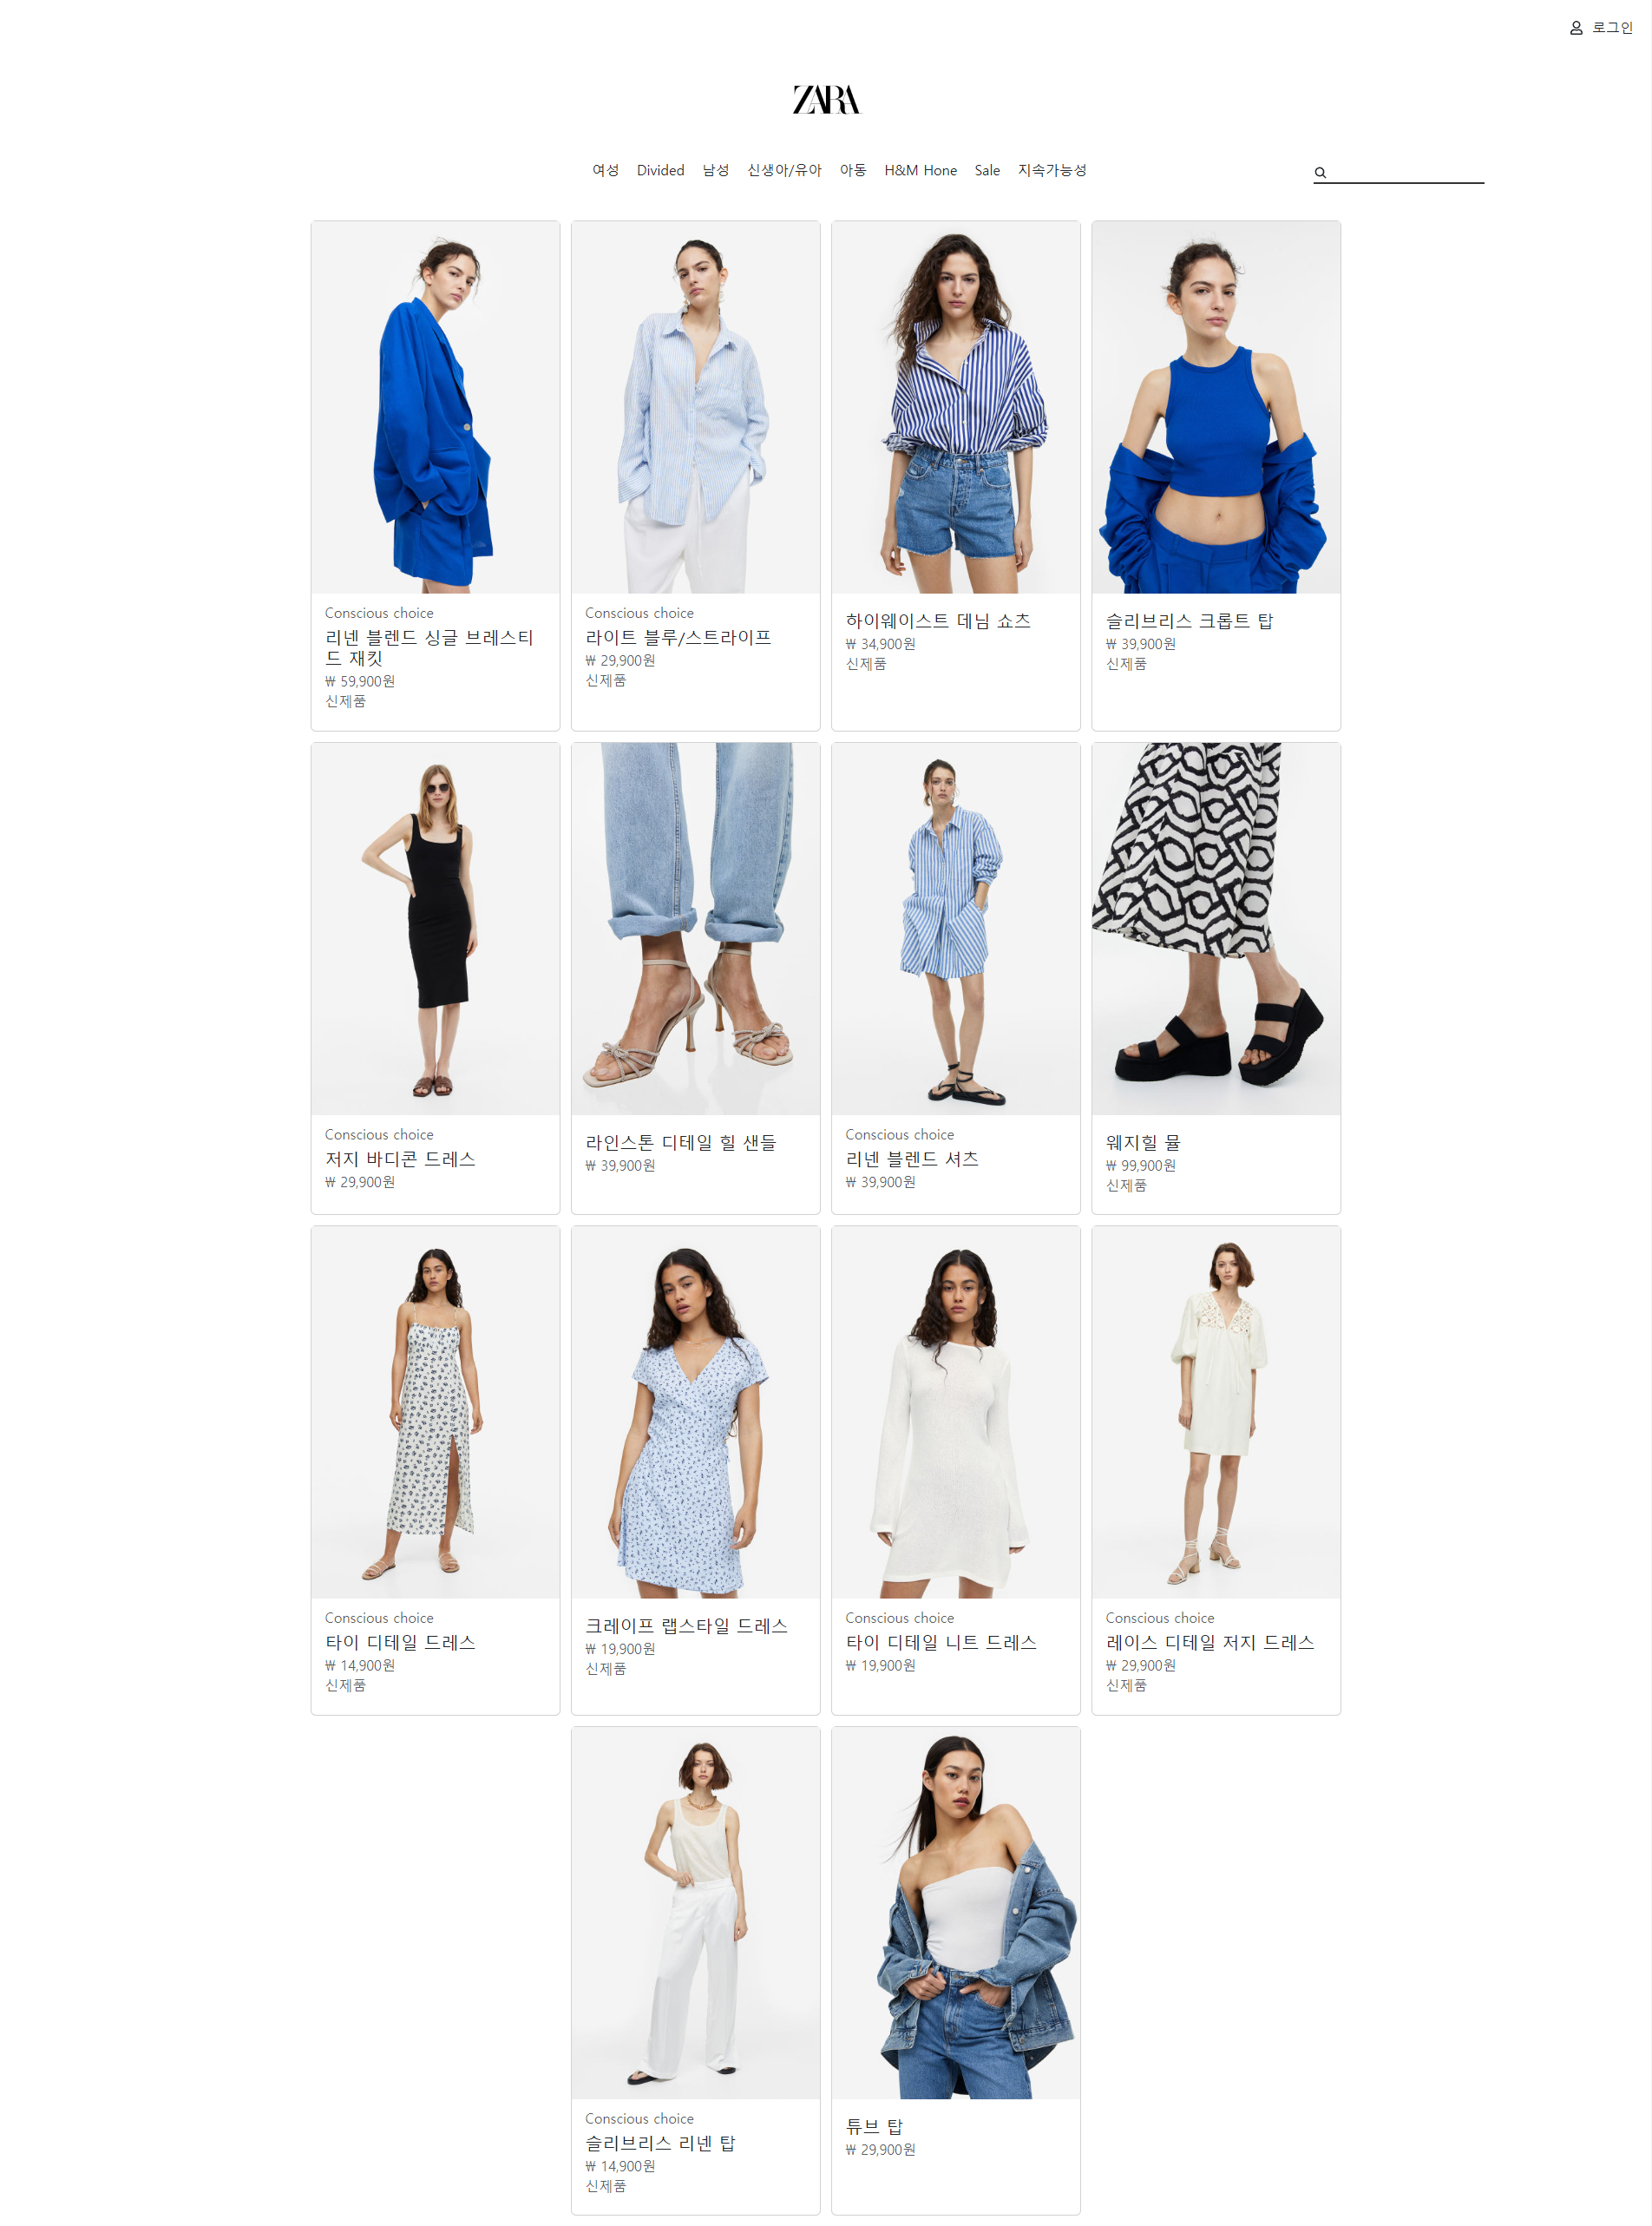 로그인
ZARA
여성 Divided 남성 신생아/유아 아동 H&M Hone Sale 지속가능성
Conscious choice
리넨 블렌드 싱글 브레스티
드 재킷
₩ 59,900원
신제품
Conscious choice
라이트 블루/스트라이프
₩ 29,900원
신제품
하이웨이스트 데님 쇼츠
₩ 34,900원
신제품
슬리브리스 크롭트 탑
₩ 39,900원
신제품
Conscious choice
저지 바디콘 드레스
₩ 29,900원
라인스톤 디테일 힐 샌들
₩ 39,900원
Conscious choice
리넨 블렌드 셔츠
₩ 39,900원
웨지힐 뮬
₩ 99,900원
신제품
Conscious choice
타이 디테일 드레스
₩ 14,900원
신제품
크레이프 랩스타일 드레스
₩ 19,900원
신제품
Conscious choice
타이 디테일 니트 드레스
₩ 19,900원
Conscious choice
레이스 디테일 저지 드레스
₩ 29,900원
신제품
Conscious choice
슬리브리스 리넨 탑
₩ 14,900원
신제품
튜브 탑
₩ 29,900원